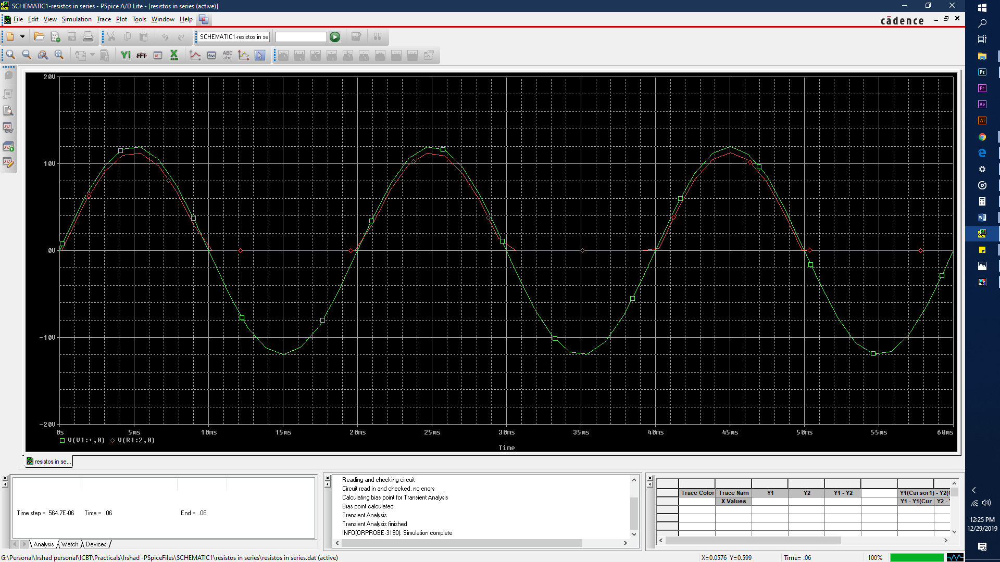 SCHEMATIC1-resistos in series - PSpice A/D Lite - [resistos in series (active)]
File Edit View Simulation Trace Plot Tools Window Help
cādence
SCHEMATIC1-resistos in se
FFT
ABC
abc
20V
10V
0V
-10V
-20V
0s 5ms 10ms 15ms 20ms 25ms 30ms 35ms 40ms 45ms 50ms 55ms 60ms
V(V1:+,0) V(R1:2,0)
Time
resistos in se...
Time step = 564.7E-06 Time = .06 End = .06
Analysis Watch Devices
Reading and checking circuit
Circuit read in and checked, no errors
Calculating bias point for Transient Analysis
Bias point calculated
Transient Analysis
Transient Analysis finished
INFO(ORPROBE-3190): Simulation complete
Trace Color Trace Nam Y1 Y2 Y1 - Y2 Y1(Cursor1) - Y2(
X Values Y1 - Y1(Cur Y2 -
G:\Personal\Irshad personal\ICBT\Practicals\Irshad -PSpiceFiles\SCHEMATIC1\resistos in series\resistos in series.dat (active)
X=0.0576 Y=0.599 Time= .06 100%
Ps
Pr
Ae
Ai
12:25 PM
12/29/2019